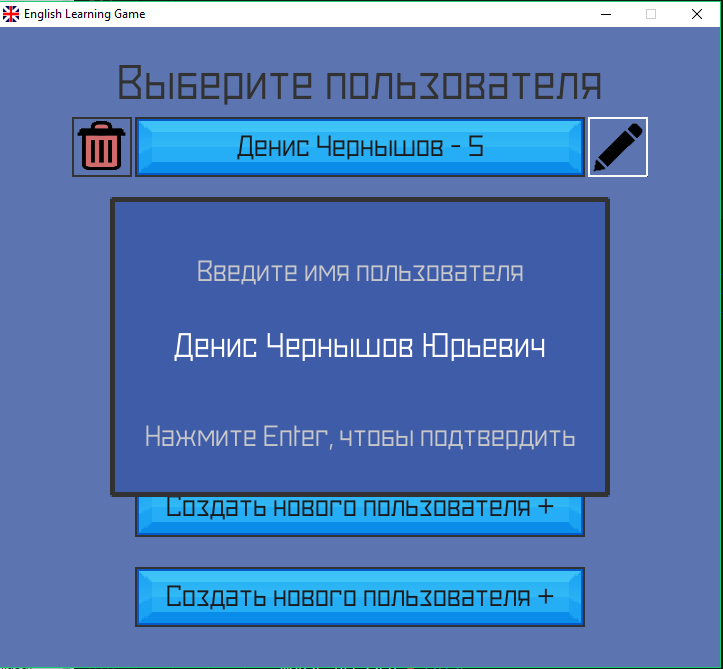 English Learning Game
Выберите пользователя
Денис Чернышов - 5
Введите имя пользователя
Денис Чернышов Юрьевич
Нажмите Enter, чтобы подтвердить
Создать нового пользователя +
Создать нового пользователя +